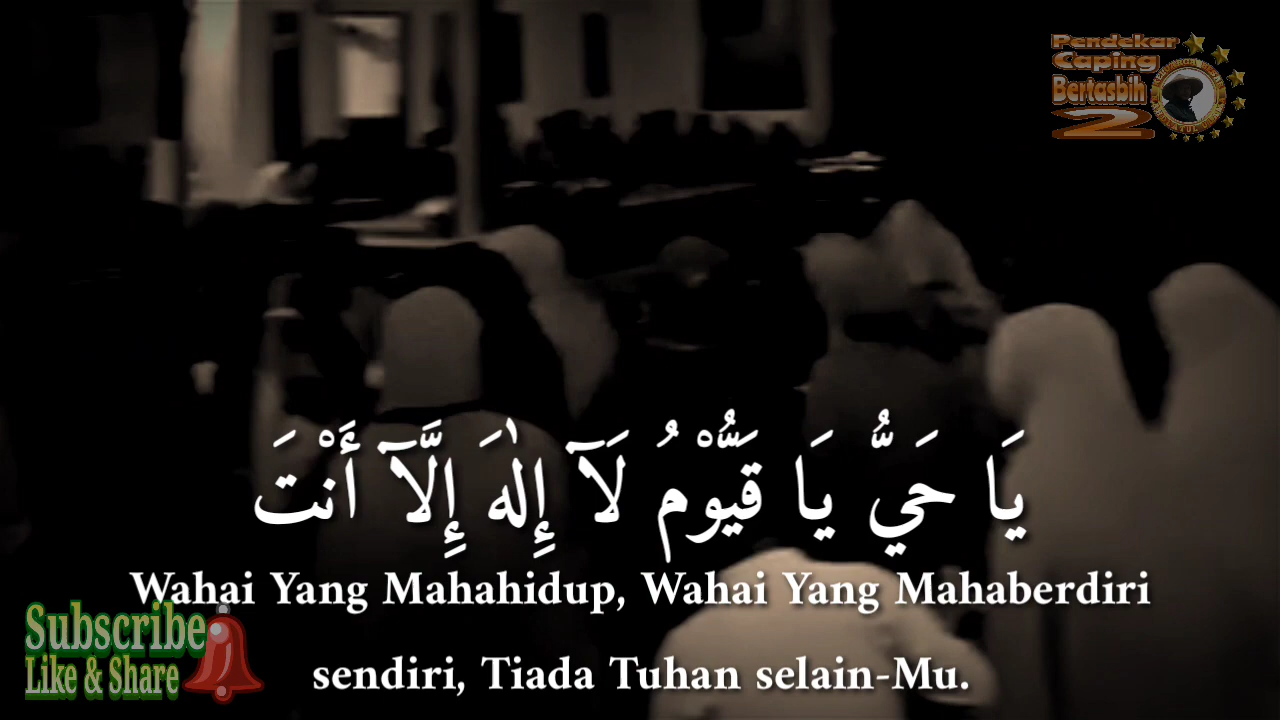 Pendekar
Caping
Bertasbih
2
يَا حَيُّ يَا قَيُّوْمُ لَآ إِلٰهَ إِلَّآ أَنْتَ
Wahai Yang Mahahidup, Wahai Yang Mahaberdiri
sendiri, Tiada Tuhan selain-Mu.
Subscribe
Like & Share